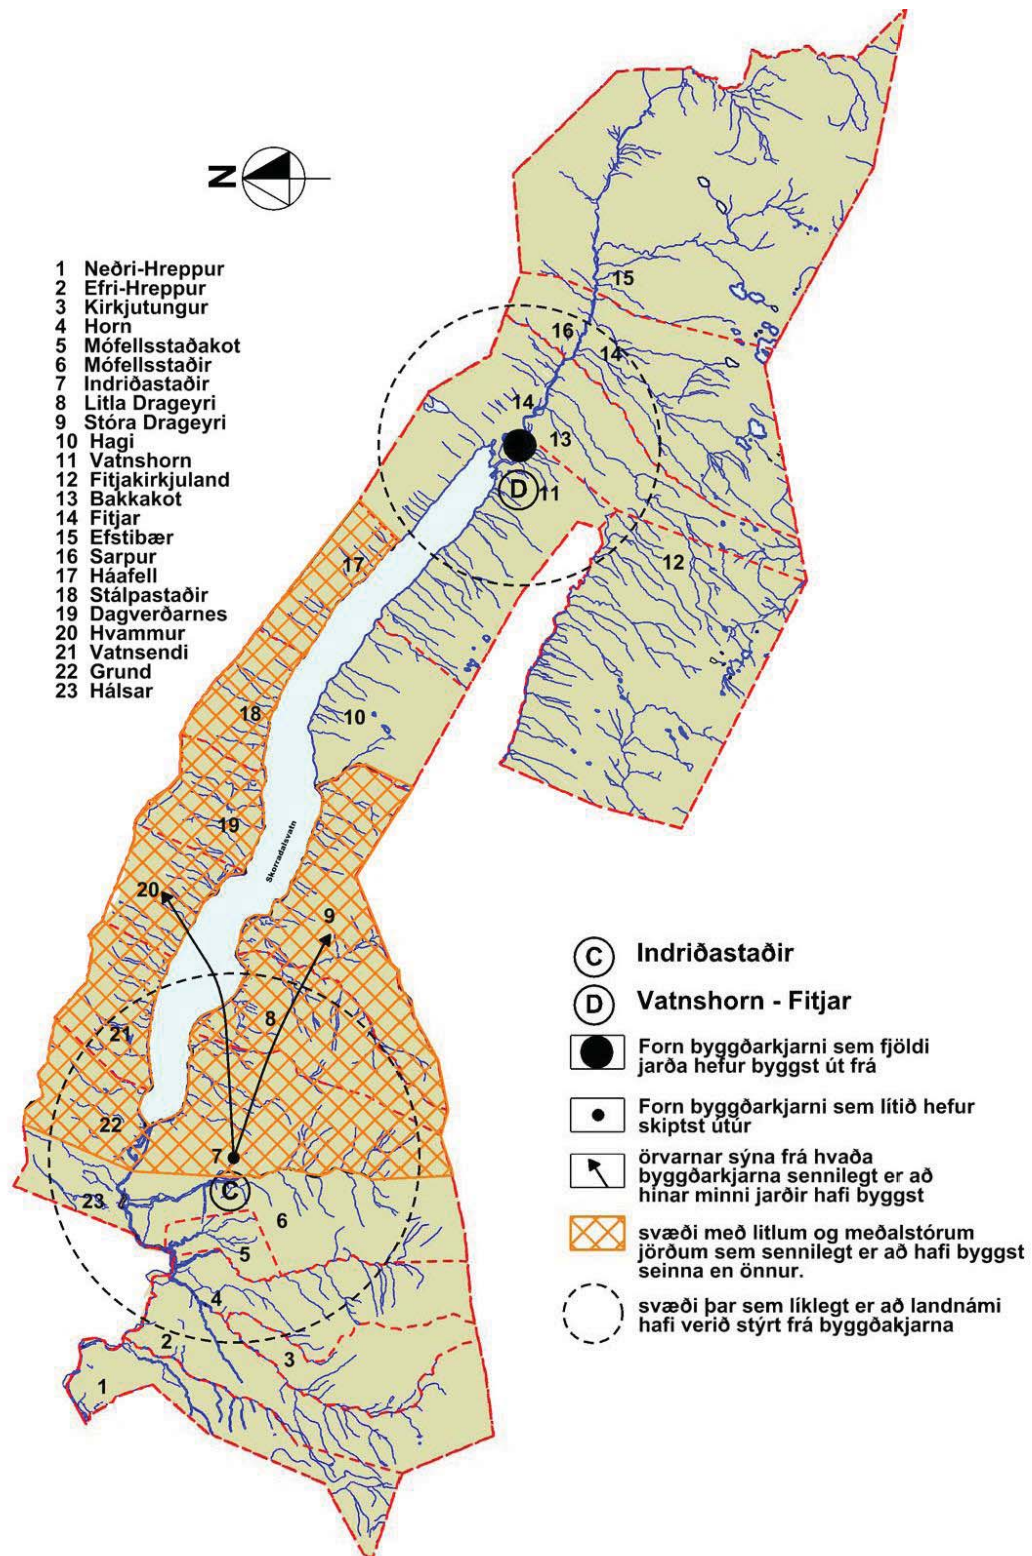 N
1 Neðri-Hreppur
2 Efri-Hreppur
3 Kirkjutungur
4 Horn
5 Mófellsstaðakot
6 Mófellsstaðir
7 Indriðastaðir
8 Litla Drageyri
9 Stóra Drageyri
10 Hagi
11 Vatnshorn
12 Fitjakirkjuland
13 Bakkakot
14 Fitjar
15 Efstibær
16 Sarpur
17 Háafell
18 Stálpastaðir
19 Dagverðarnes
20 Hvammur
21 Vatnsendi
22 Grund
23 Hálsar
15
16
14
14
13
D
11
12
17
18
10
19
Skorradalsvatn
20
9
8
21
22
7
C
23
6
5
4
2
3
1
C Indriðastaðir
D Vatnshorn - Fitjar
Forn byggðarkjarni sem fjöldi
jarða hefur byggst út frá
Forn byggðarkjarni sem lítið hefur
skiptst útúr
örvarnar sýna frá hvaða
byggðarkjarna sennilegt er að
hinar minni jarðir hafi byggst
svæði með litlum og meðalstórum
jörðum sem sennilegt er að hafi byggst
seinna en önnur.
svæði þar sem líklegt er að landnámi
hafi verið stýrt frá byggðakjarna